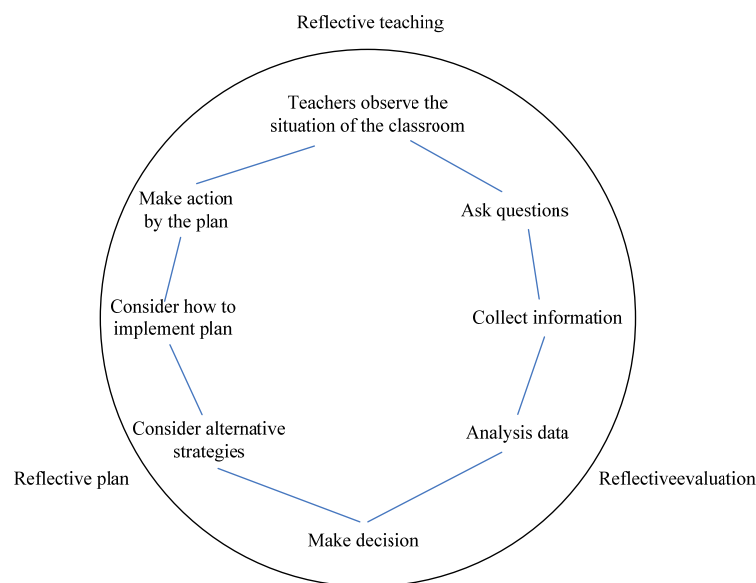 Reflective teaching
Teachers observe the
situation of the classroom
Make action
by the plan
Ask questions
Consider how to
implement plan
Collect information
Consider alternative
strategies
Analysis data
Reflective plan
Reflectiveevaluation
Make decision